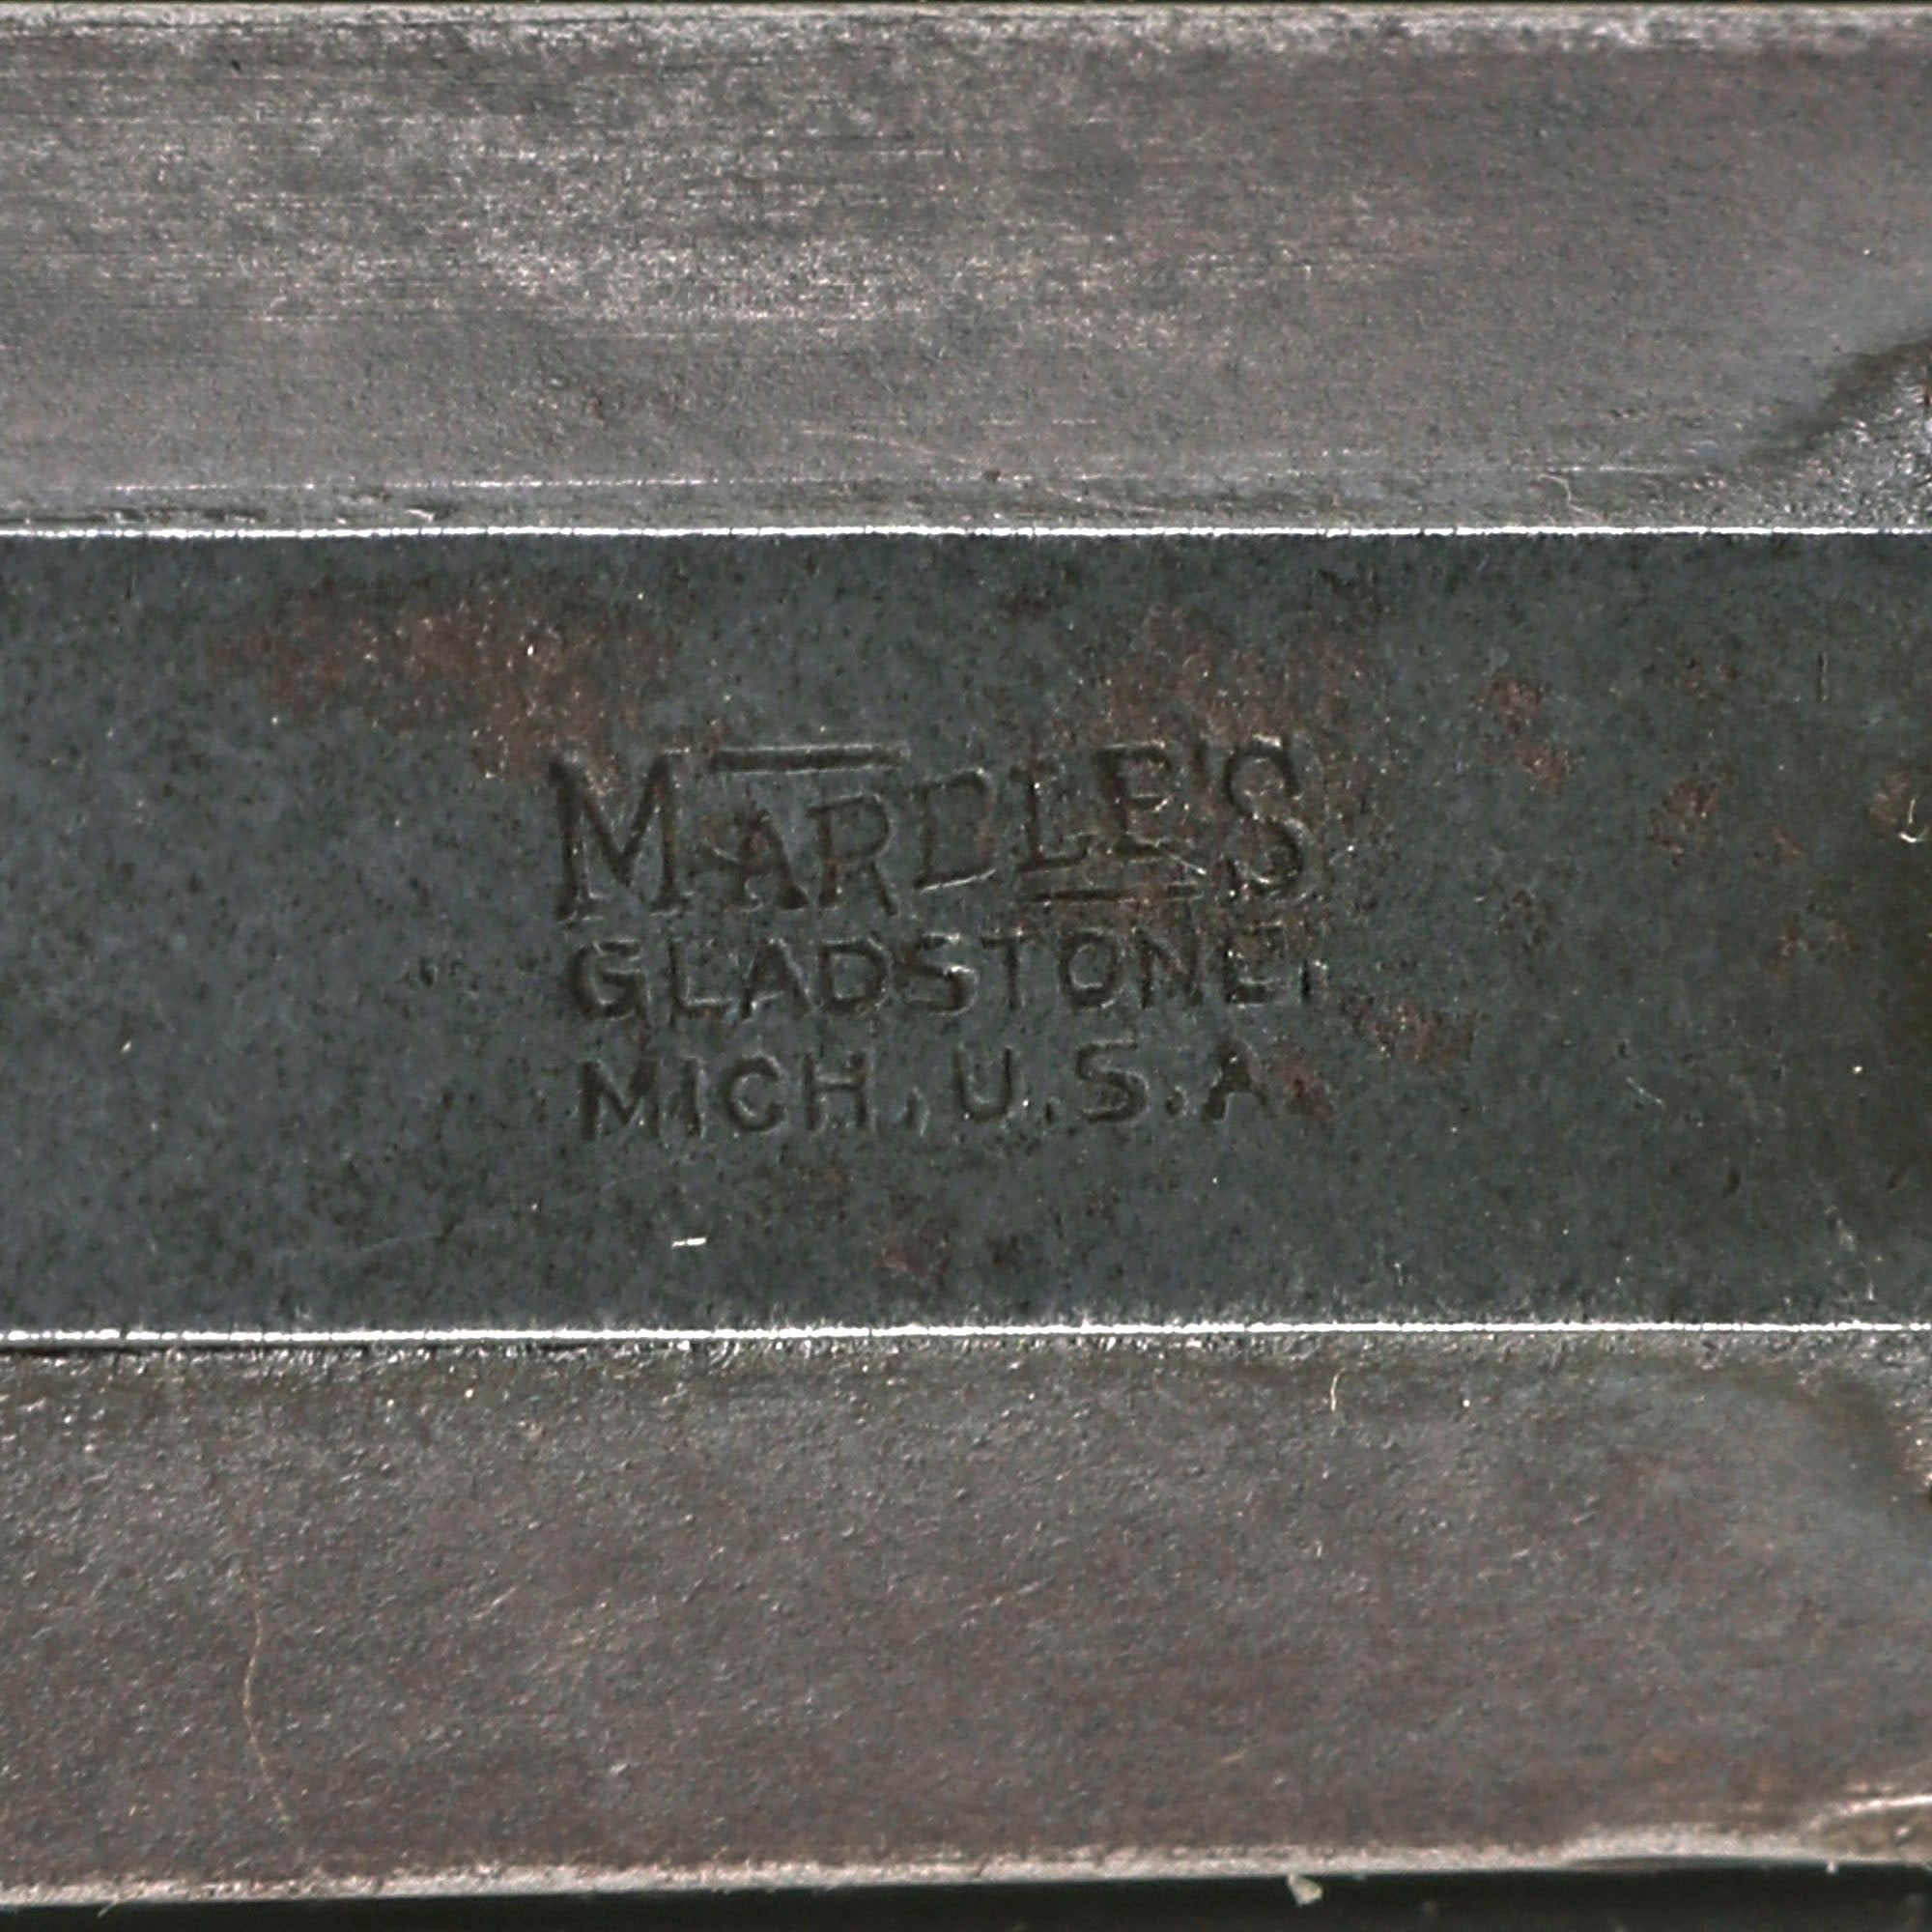 MARBLE'S
GLADSTONE,
MICH. U.S.A.